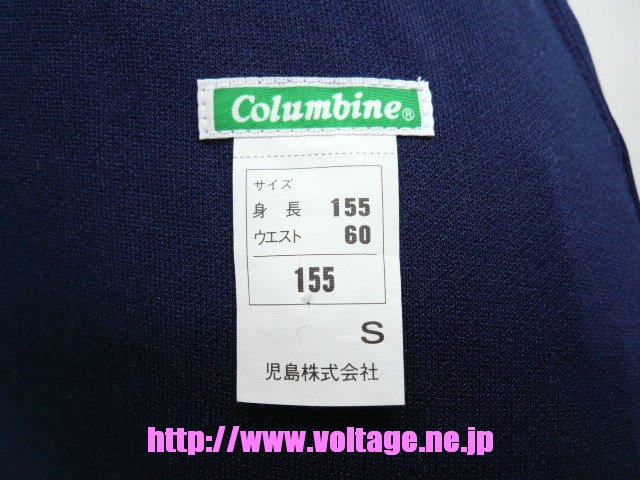 Columbine®
サイズ
身長 155
ウエスト 60
155
S
児島株式会社
http://www.voltage.ne.jp